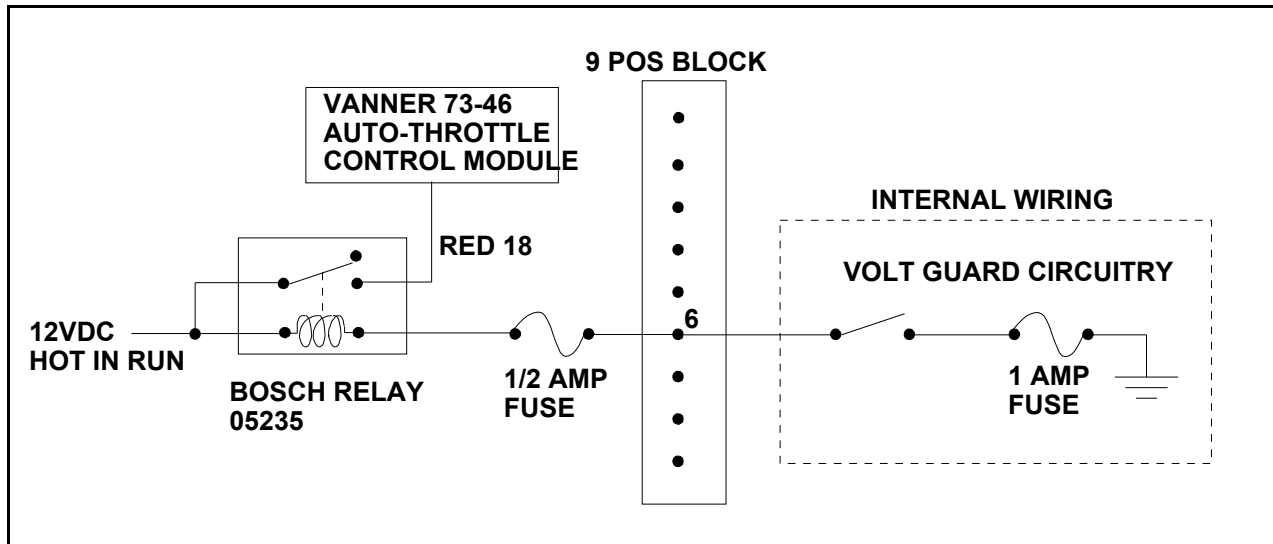 9 POS BLOCK
VANNER 73-46
AUTO-THROTTLE
CONTROL MODULE
INTERNAL WIRING
RED 18
VOLT GUARD CIRCUITRY
6
12VDC
HOT IN RUN
BOSCH RELAY
05235
1/2 AMP
FUSE
1 AMP
FUSE